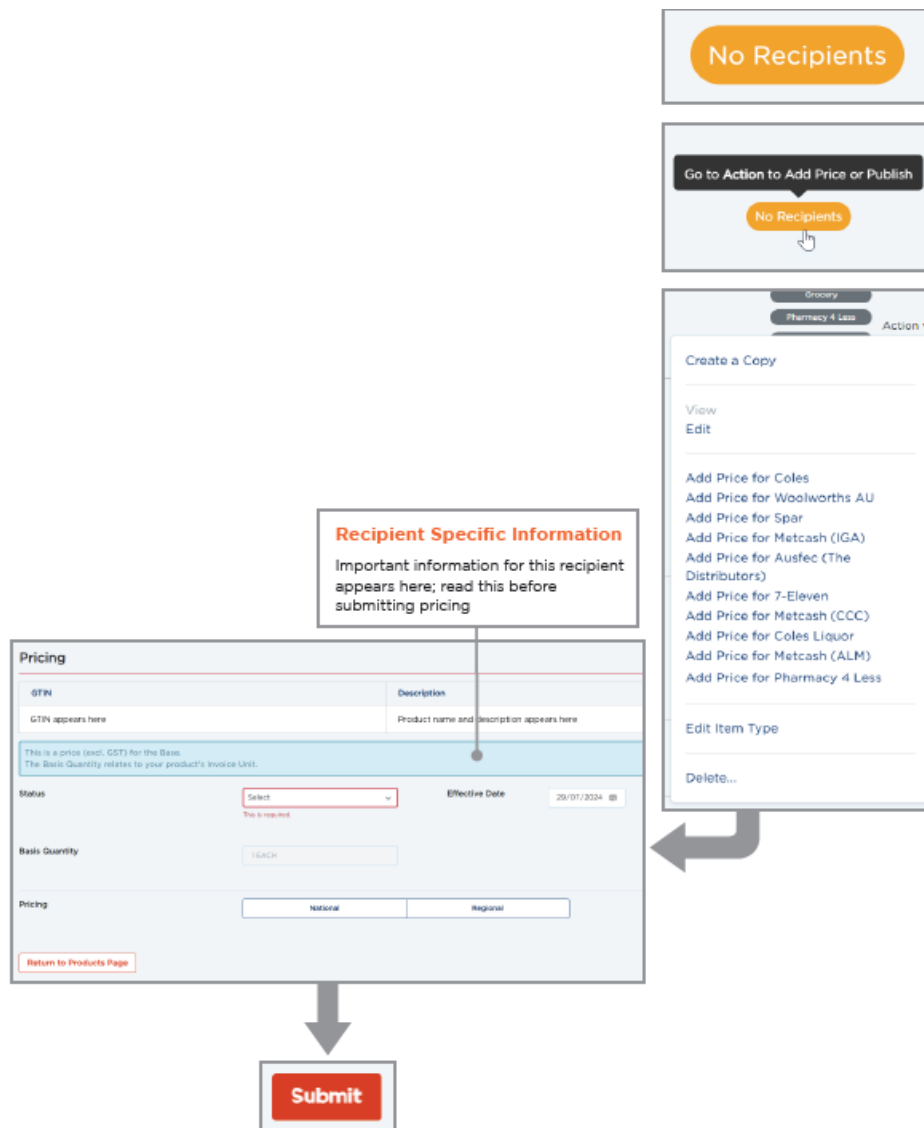 No Recipients
Go to Action to Add Price or Publish
No Recipients
Grocery
Pharmacy 4 Less
Action
Create a Copy
View
Edit
Add Price for Coles
Add Price for Woolworths AU
Add Price for Spar
Add Price for Metcash (IGA)
Add Price for Ausfec (The
Distributors)
Add Price for 7-Eleven
Add Price for Metcash (CCC)
Add Price for Coles Liquor
Add Price for Metcash (ALM)
Add Price for Pharmacy 4 Less
Edit Item Type
Delete...
Recipient Specific Information
Important information for this recipient
appears here; read this before
submitting pricing
Pricing
GTIN Description
GTIN appears here Product name and description appears here
This is a price (excl. GST) for the Base.
The Basis Quantity relates to your product's Invoice Unit.
Status Select Effective Date 29/07/2024
This is required.
Basis Quantity 1 EACH
Pricing National Regional
Return to Products Page
Submit